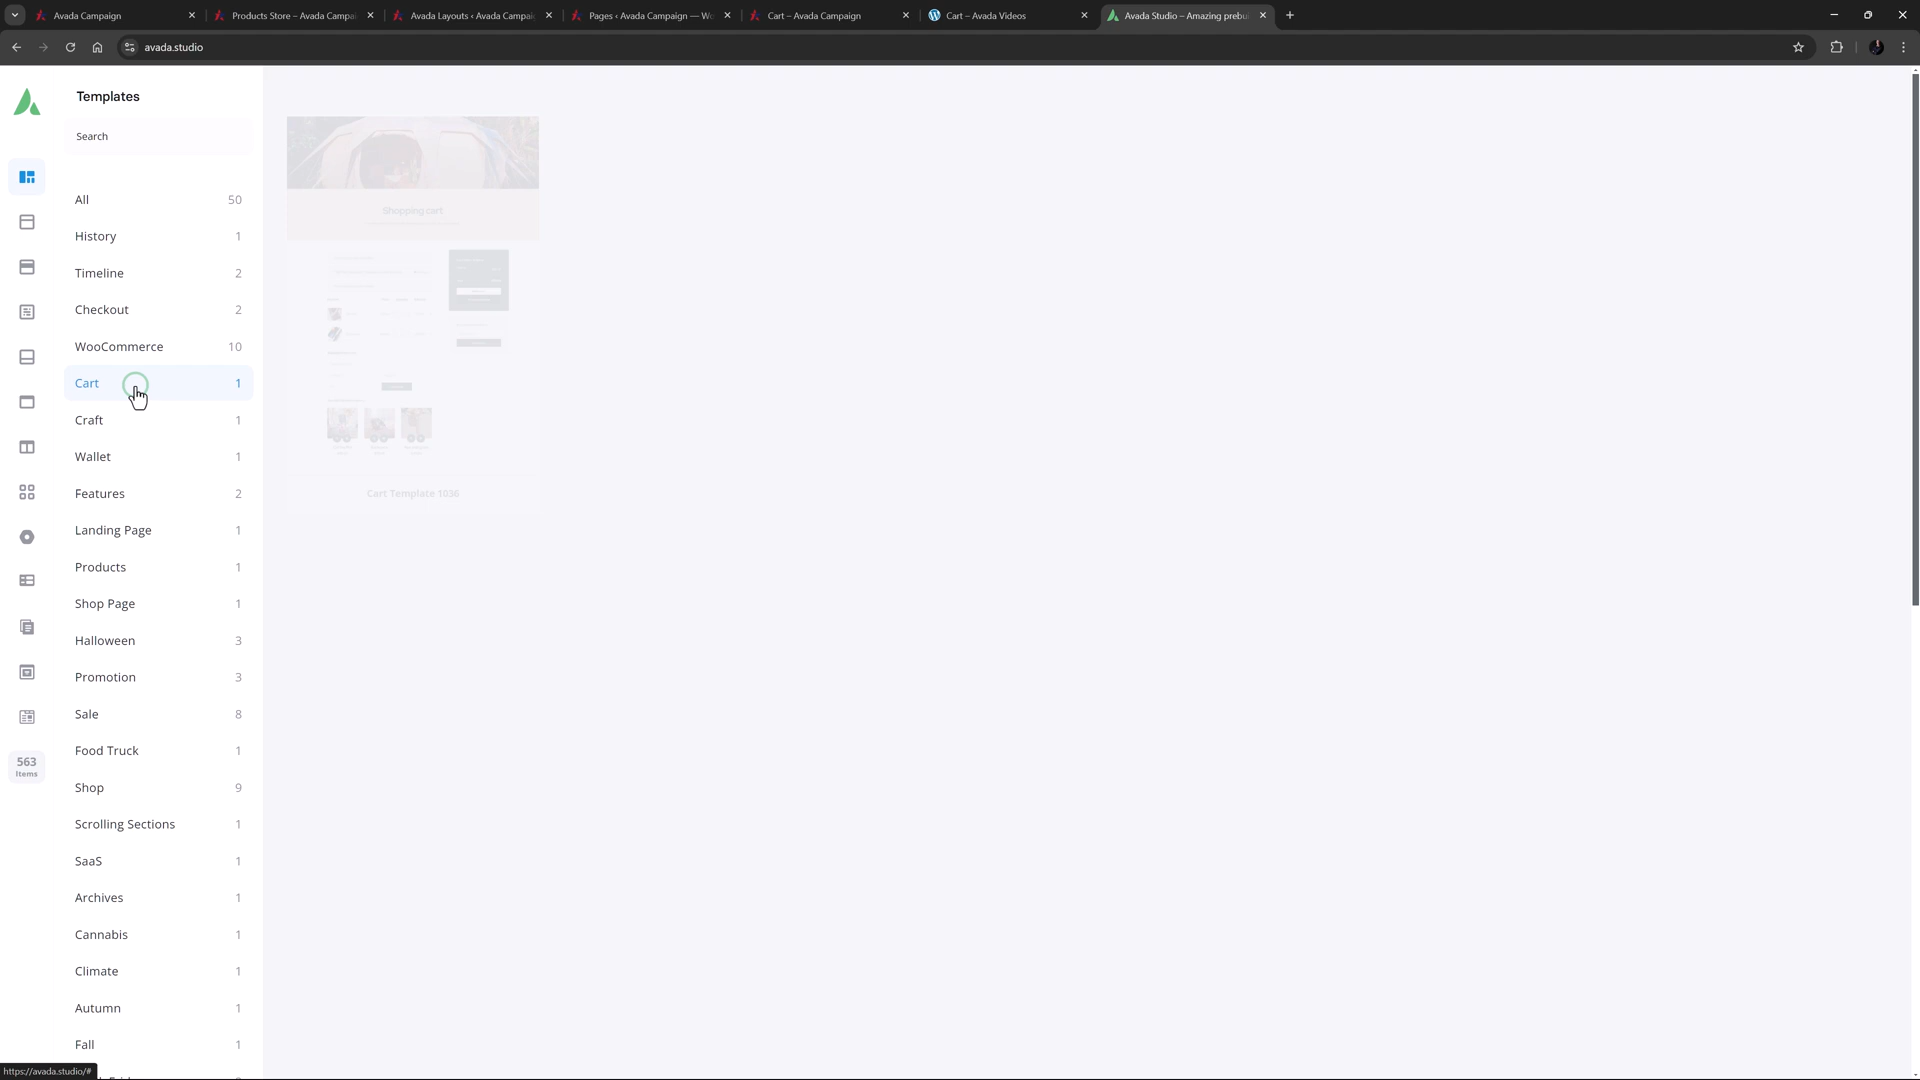 Avada Campaign
Products Store – Avada Campai
Avada Layouts ‹ Avada Campaig
Pages ‹ Avada Campaign — Wo
Cart – Avada Campaign
Cart – Avada Videos
Avada Studio – Amazing prebui
avada.studio
Templates
Search
All 50
History 1
Timeline 2
Checkout 2
WooCommerce 10
Cart 1
Craft 1
Wallet 1
Features 2
Landing Page 1
Products 1
Shop Page 1
Halloween 3
Promotion 3
Sale 8
Food Truck 1
Shop 9
Scrolling Sections 1
SaaS 1
Archives 1
Cannabis 1
Climate 1
Autumn 1
Fall 1
563
Items
Shopping cart
Cart Template 1036
https://avada.studio/#